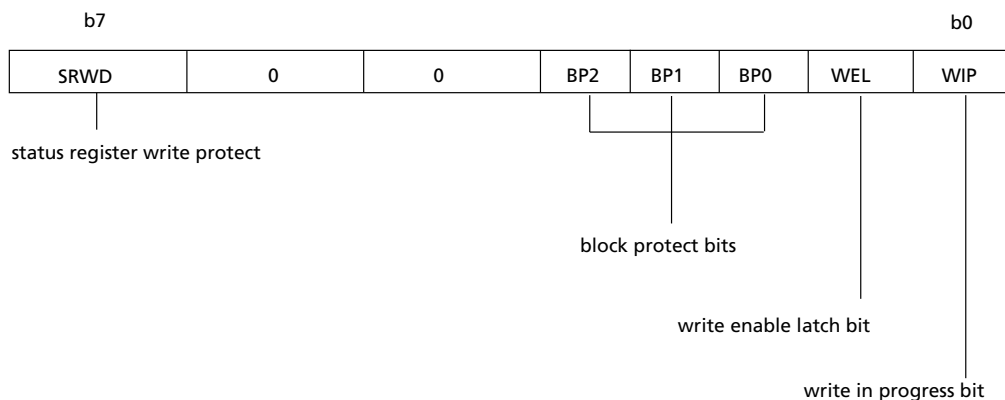 b7 b0
SRWD 0 0 BP2 BP1 BP0 WEL WIP
status register write protect
block protect bits
write enable latch bit
write in progress bit